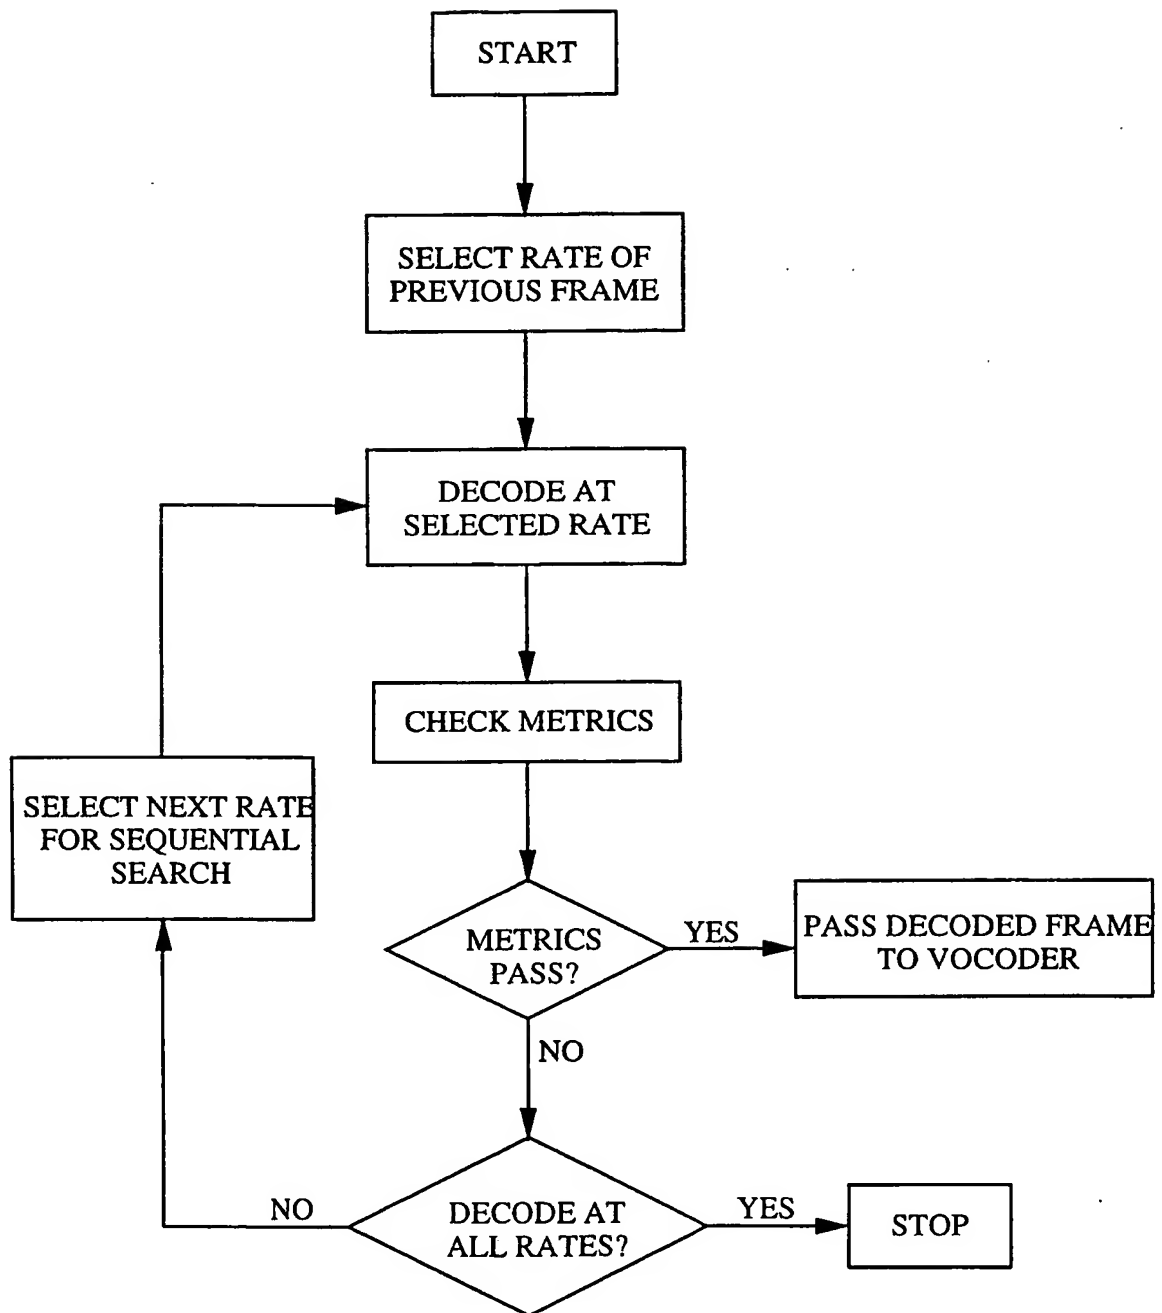 START
SELECT RATE OF
PREVIOUS FRAME
DECODE AT
SELECTED RATE
CHECK METRICS
SELECT NEXT RATE
FOR SEQUENTIAL
SEARCH
METRICS
PASS?
YES
PASS DECODED FRAME
TO VOCODER
NO
DECODE AT
ALL RATES?
NO
YES
STOP